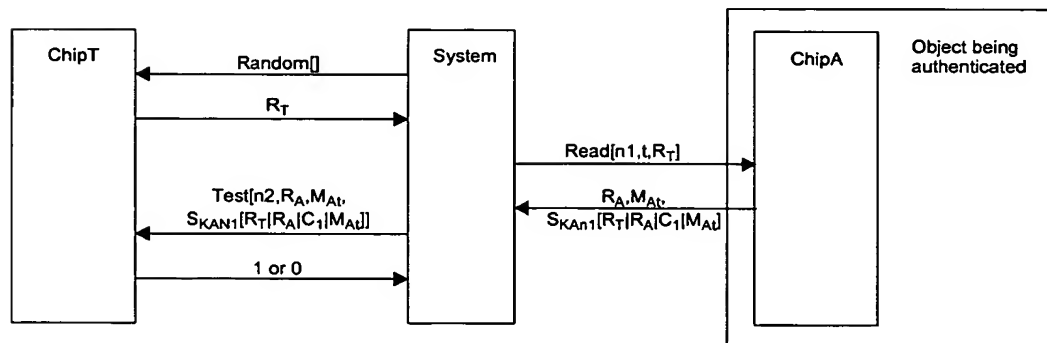 ChipT
System
ChipA
Object being
authenticated
Random[]
R_T
Read[n1,t,R_T]
Test[n2,R_A,M_At,
S_KAN1[R_T|R_A|C_1|M_At]]
R_A,M_At,
S_KAn1[R_T|R_A|C_1|M_At]
1 or 0